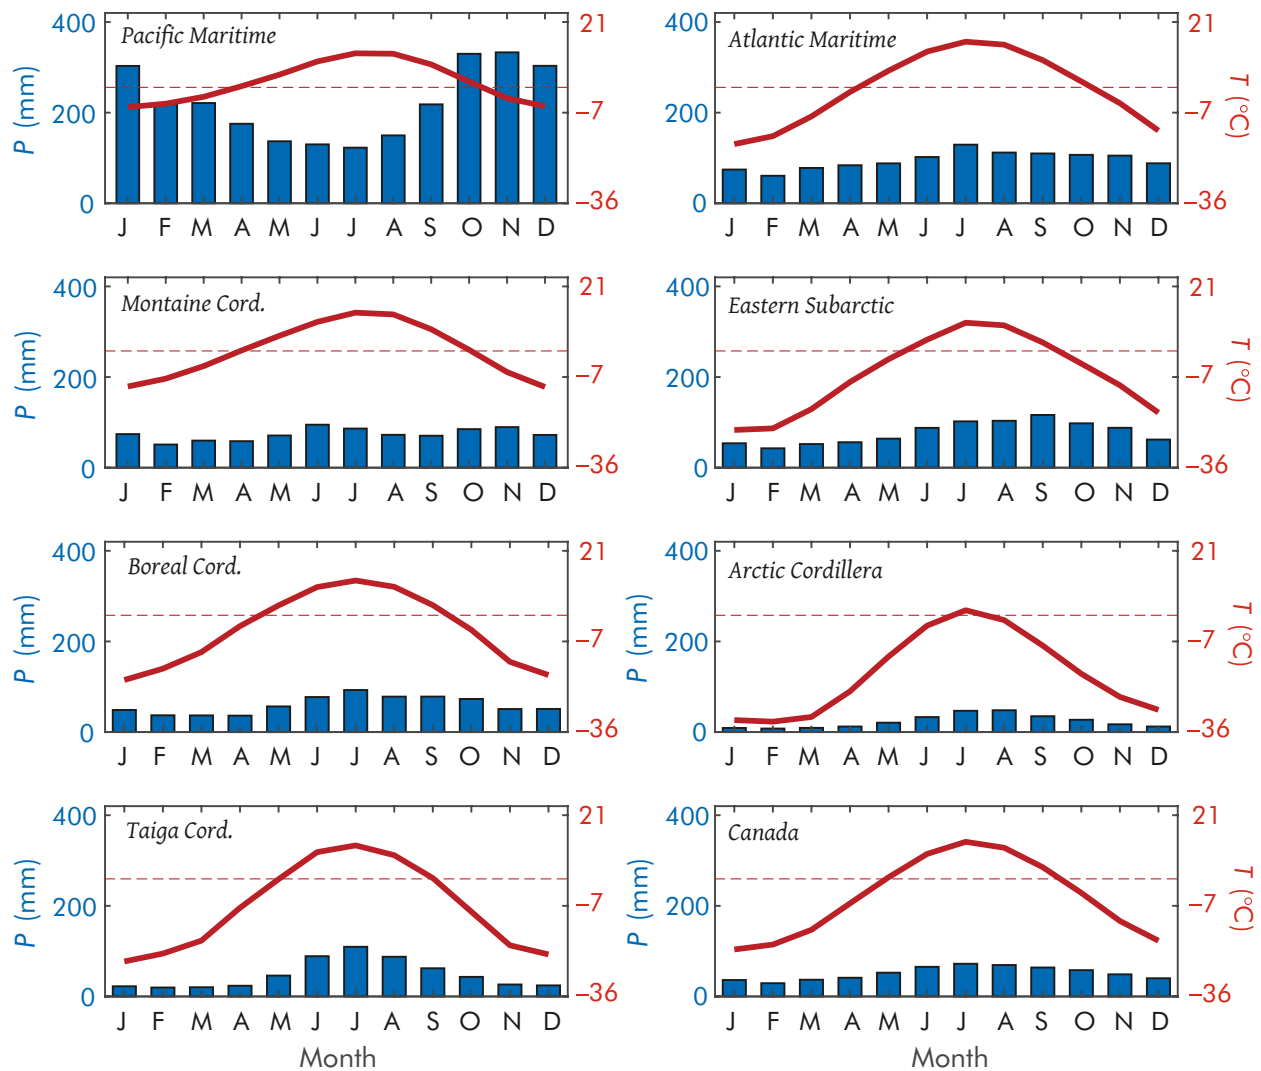 400
Pacific Maritime
21
P (mm)
200
−7
0
−36
J F M A M J J A S O N D
400
Atlantic Maritime
21
200
−7
T (°C)
0
−36
J F M A M J J A S O N D
400
Montaine Cord.
21
P (mm)
200
−7
0
−36
J F M A M J J A S O N D
400
Eastern Subarctic
21
P (mm)
200
−7
T (°C)
0
−36
J F M A M J J A S O N D
400
Boreal Cord.
21
P (mm)
200
−7
0
−36
J F M A M J J A S O N D
400
Arctic Cordillera
21
P (mm)
200
−7
T (°C)
0
−36
J F M A M J J A S O N D
400
Taiga Cord.
21
P (mm)
200
−7
0
−36
J F M A M J J A S O N D
Month
400
Canada
21
P (mm)
200
−7
T (°C)
0
−36
J F M A M J J A S O N D
Month